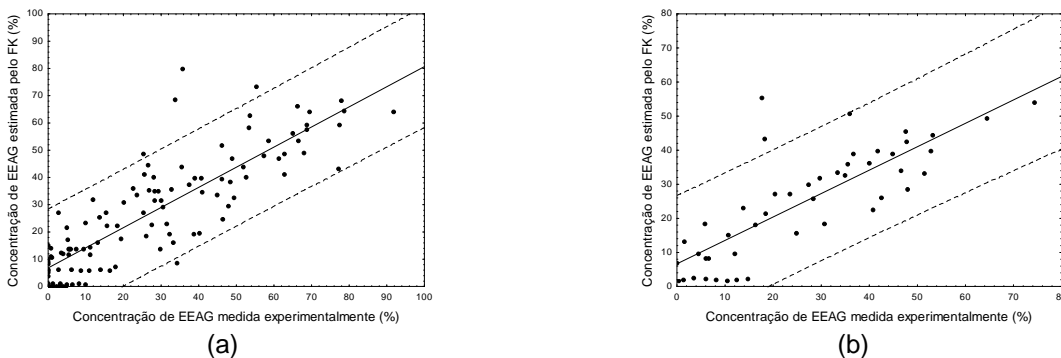 Concentração de EEAG estimada pelo FK (%)
100
90
80
70
60
50
40
30
20
10
0
0 10 20 30 40 50 60 70 80 90 100
Concentração de EEAG medida experimentalmente (%)
(a)
Concentração de EEAG estimada pelo FK (%)
80
70
60
50
40
30
20
10
0
0 10 20 30 40 50 60 70 80
Concentração de EEAG medida experimentalmente (%)
(b)